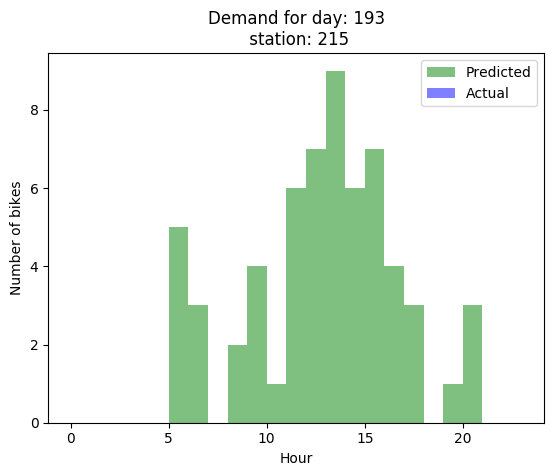 Demand for day: 193
station: 215
Predicted
Actual
Number of bikes
8
6
4
2
0
0
5
10
15
20
Hour